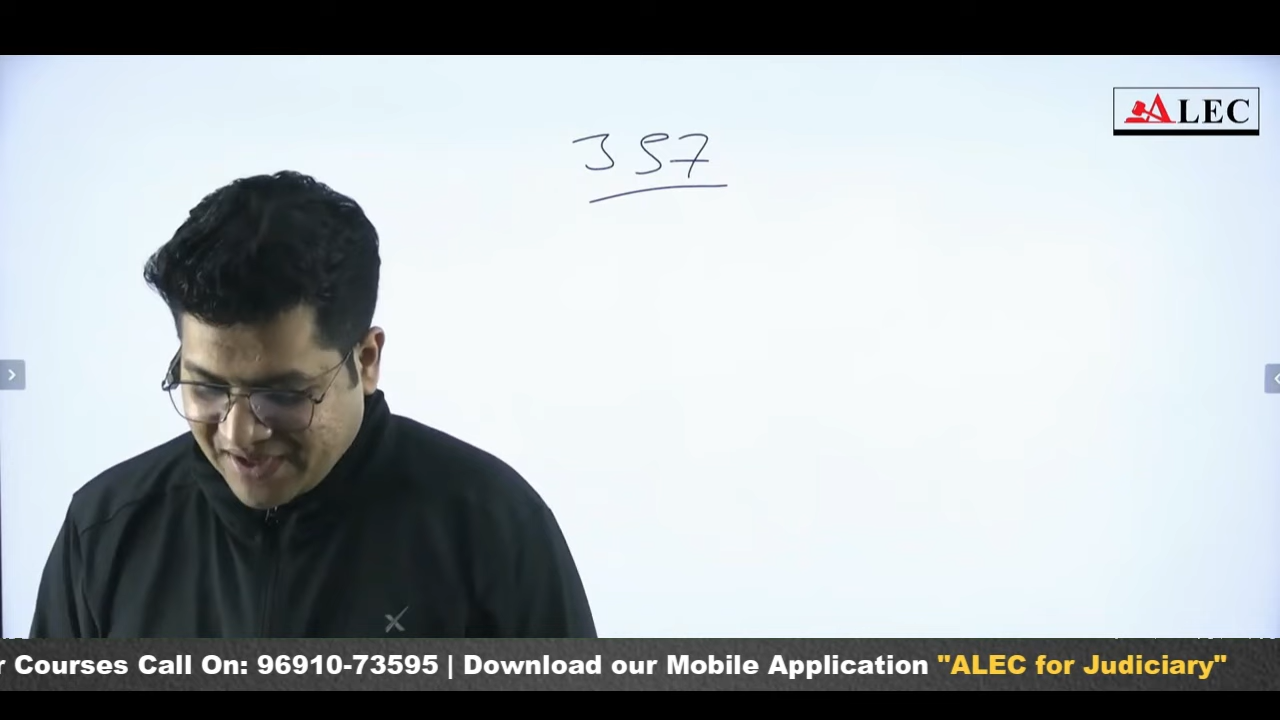 357
ALEC
r Courses Call On: 96910-73595 | Download our Mobile Application "ALEC for Judiciary"